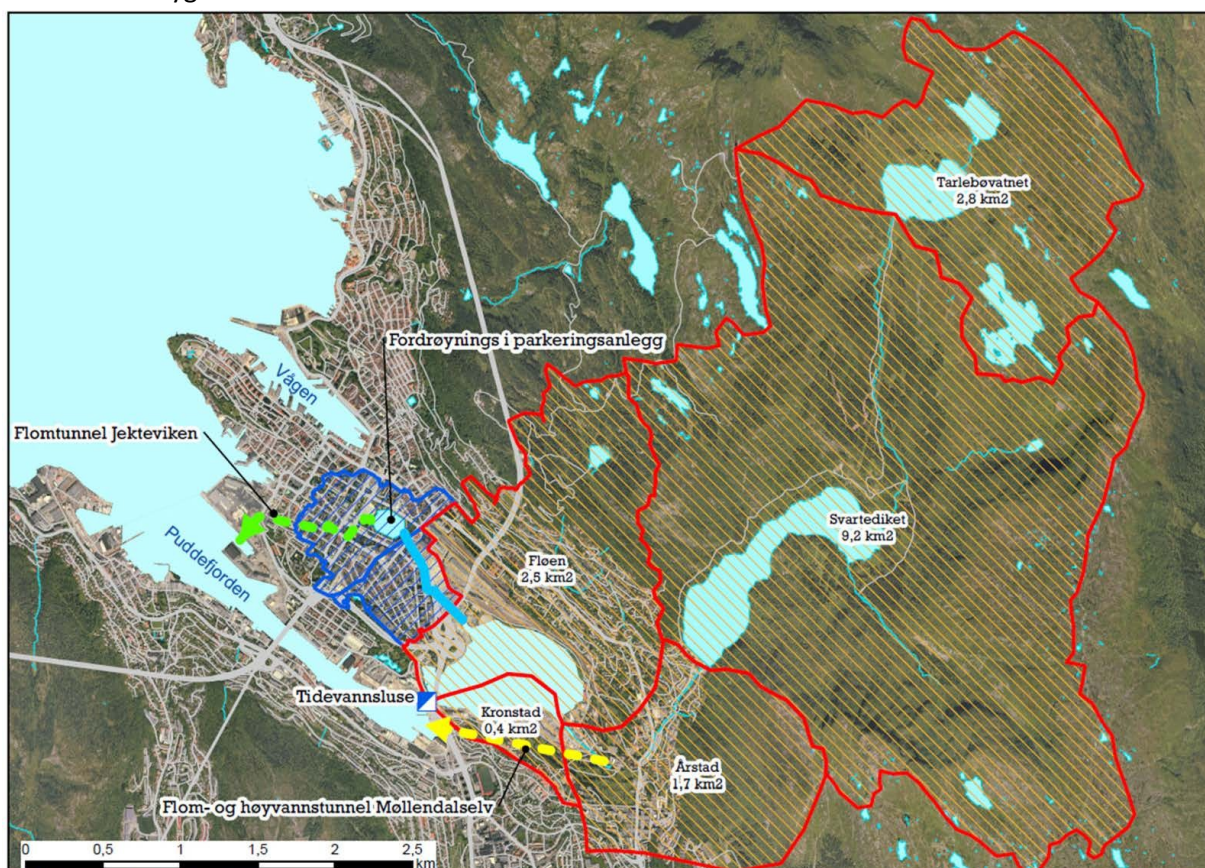 Tarlebøvatnet
2,8 km2
Fordrøynings i parkeringsanlegg
Vågen
Flomtunnel Jekteviken
Svartediket
9,2 km2
Puddefjorden
Fløen
2,5 km2
Tidevannsluse
Kronstad
0,4 km2
Årstad
1,7 km2
Flom- og høyvannstunnel Møllendalselv
0 0,5 1 1,5 2 2,5
km